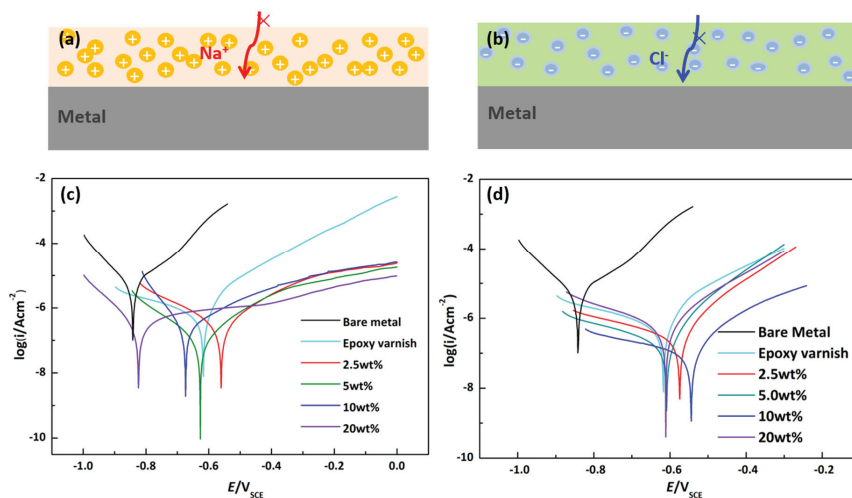 (a)
Na⁺
+ + + + + + + + + + + + + + + + + + + + + + + +
Metal
(b)
Cl⁻
- - - - - - - - - - - - - - - - - - - -
Metal
(c)
log(i/Acm⁻²)
-2
-4
-6
-8
-10
-1.0 -0.8 -0.6 -0.4 -0.2 0.0
E/V_SCE
Bare metal
Epoxy varnish
2.5wt%
5wt%
10wt%
20wt%
(d)
log(i/Acm⁻²)
-2
-4
-6
-8
-10
-1.0 -0.8 -0.6 -0.4 -0.2
E/V_SCE
Bare Metal
Epoxy varnish
2.5wt%
5.0wt%
10wt%
20wt%